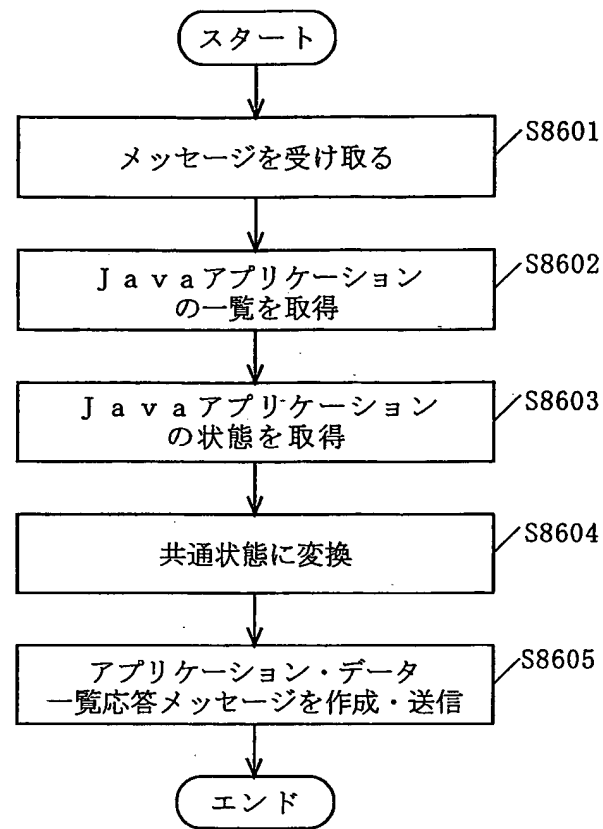 スタート
メッセージを受け取る
S8601
Javaアプリケーション
の一覧を取得
S8602
Javaアプリケーション
の状態を取得
S8603
共通状態に変換
S8604
アプリケーション・データ
一覧応答メッセージを作成・送信
S8605
エンド